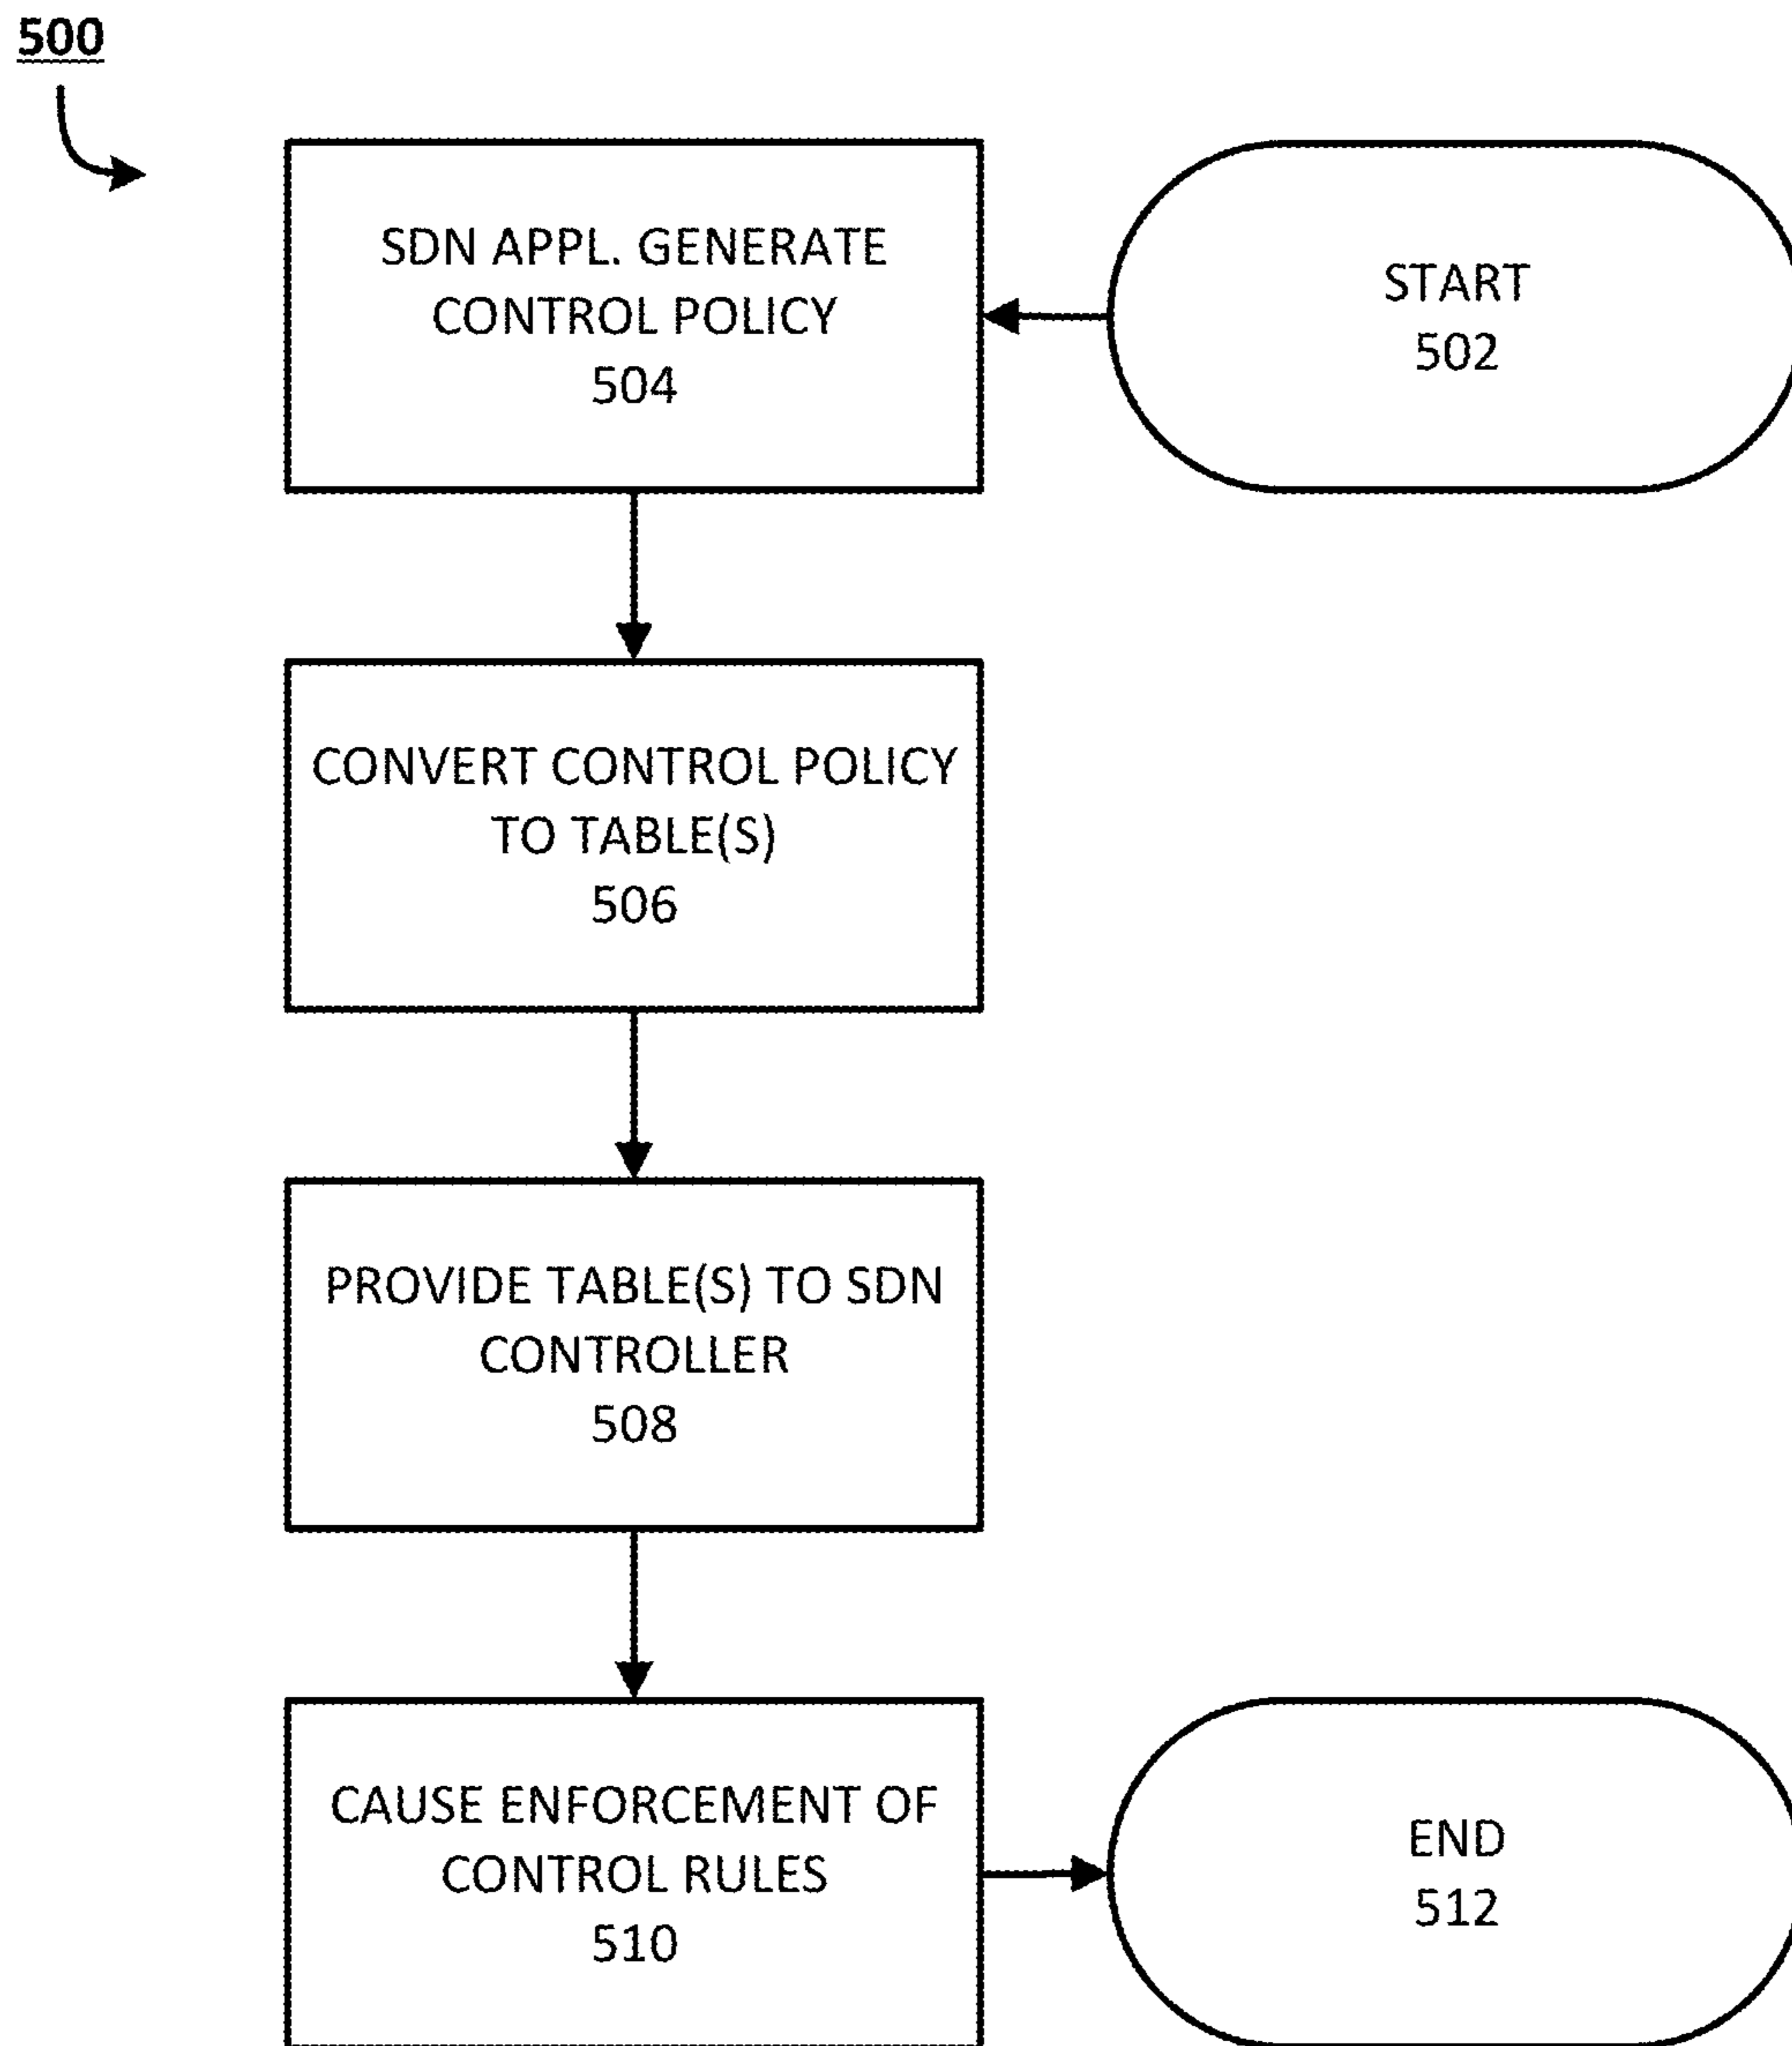 500
SDN APPL. GENERATE
CONTROL POLICY
504
START
502
CONVERT CONTROL POLICY
TO TABLE(S)
506
PROVIDE TABLE(S) TO SDN
CONTROLLER
508
CAUSE ENFORCEMENT OF
CONTROL RULES
510
END
512